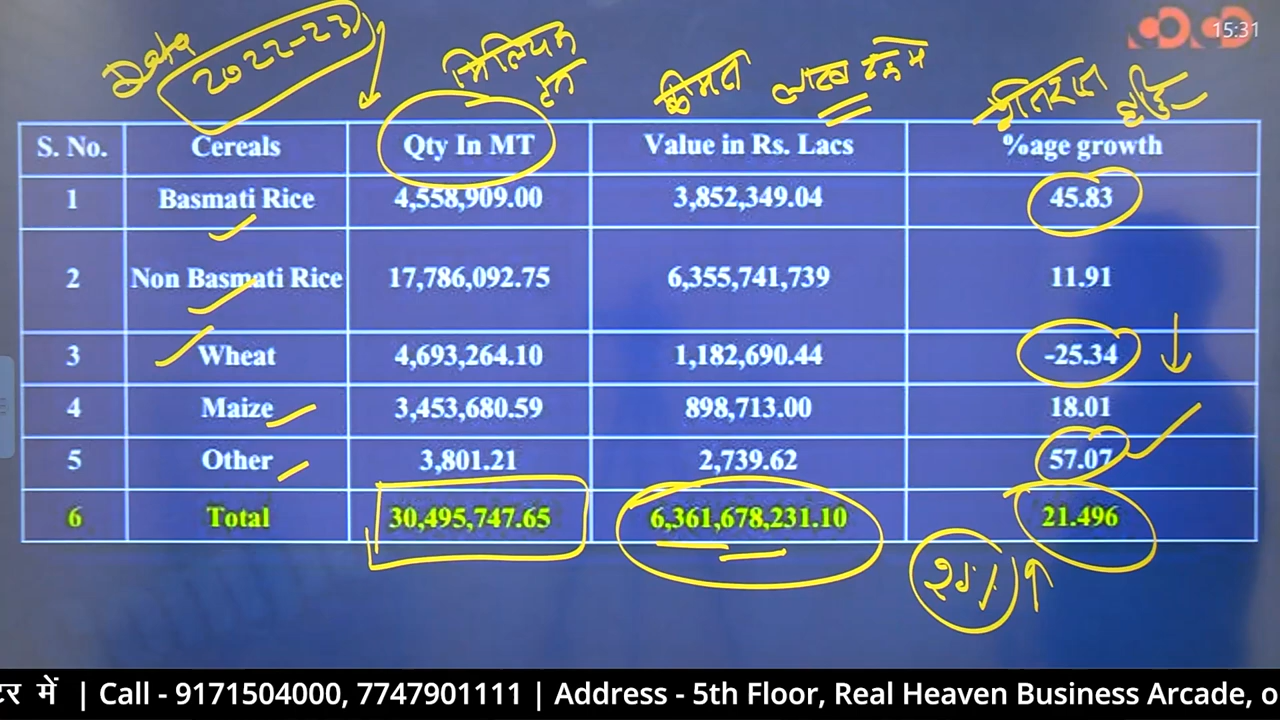 15:31
Data 2022-23
मिलियन टन
कीमत लाख टन में
प्रतिशत वृद्धि
S. No. Cereals Qty In MT Value in Rs. Lacs %age growth
1 Basmati Rice 4,558,909.00 3,852,349.04 45.83
2 Non Basmati Rice 17,786,092.75 6,355,741,739 11.91
3 Wheat 4,693,264.10 1,182,690.44 -25.34
4 Maize 3,453,680.59 898,713.00 18.01
5 Other 3,801.21 2,739.62 57.07
6 Total 30,495,747.65 6,361,678,231.10 21.496
टर में | Call - 9171504000, 7747901111 | Address - 5th Floor, Real Heaven Business Arcade, o